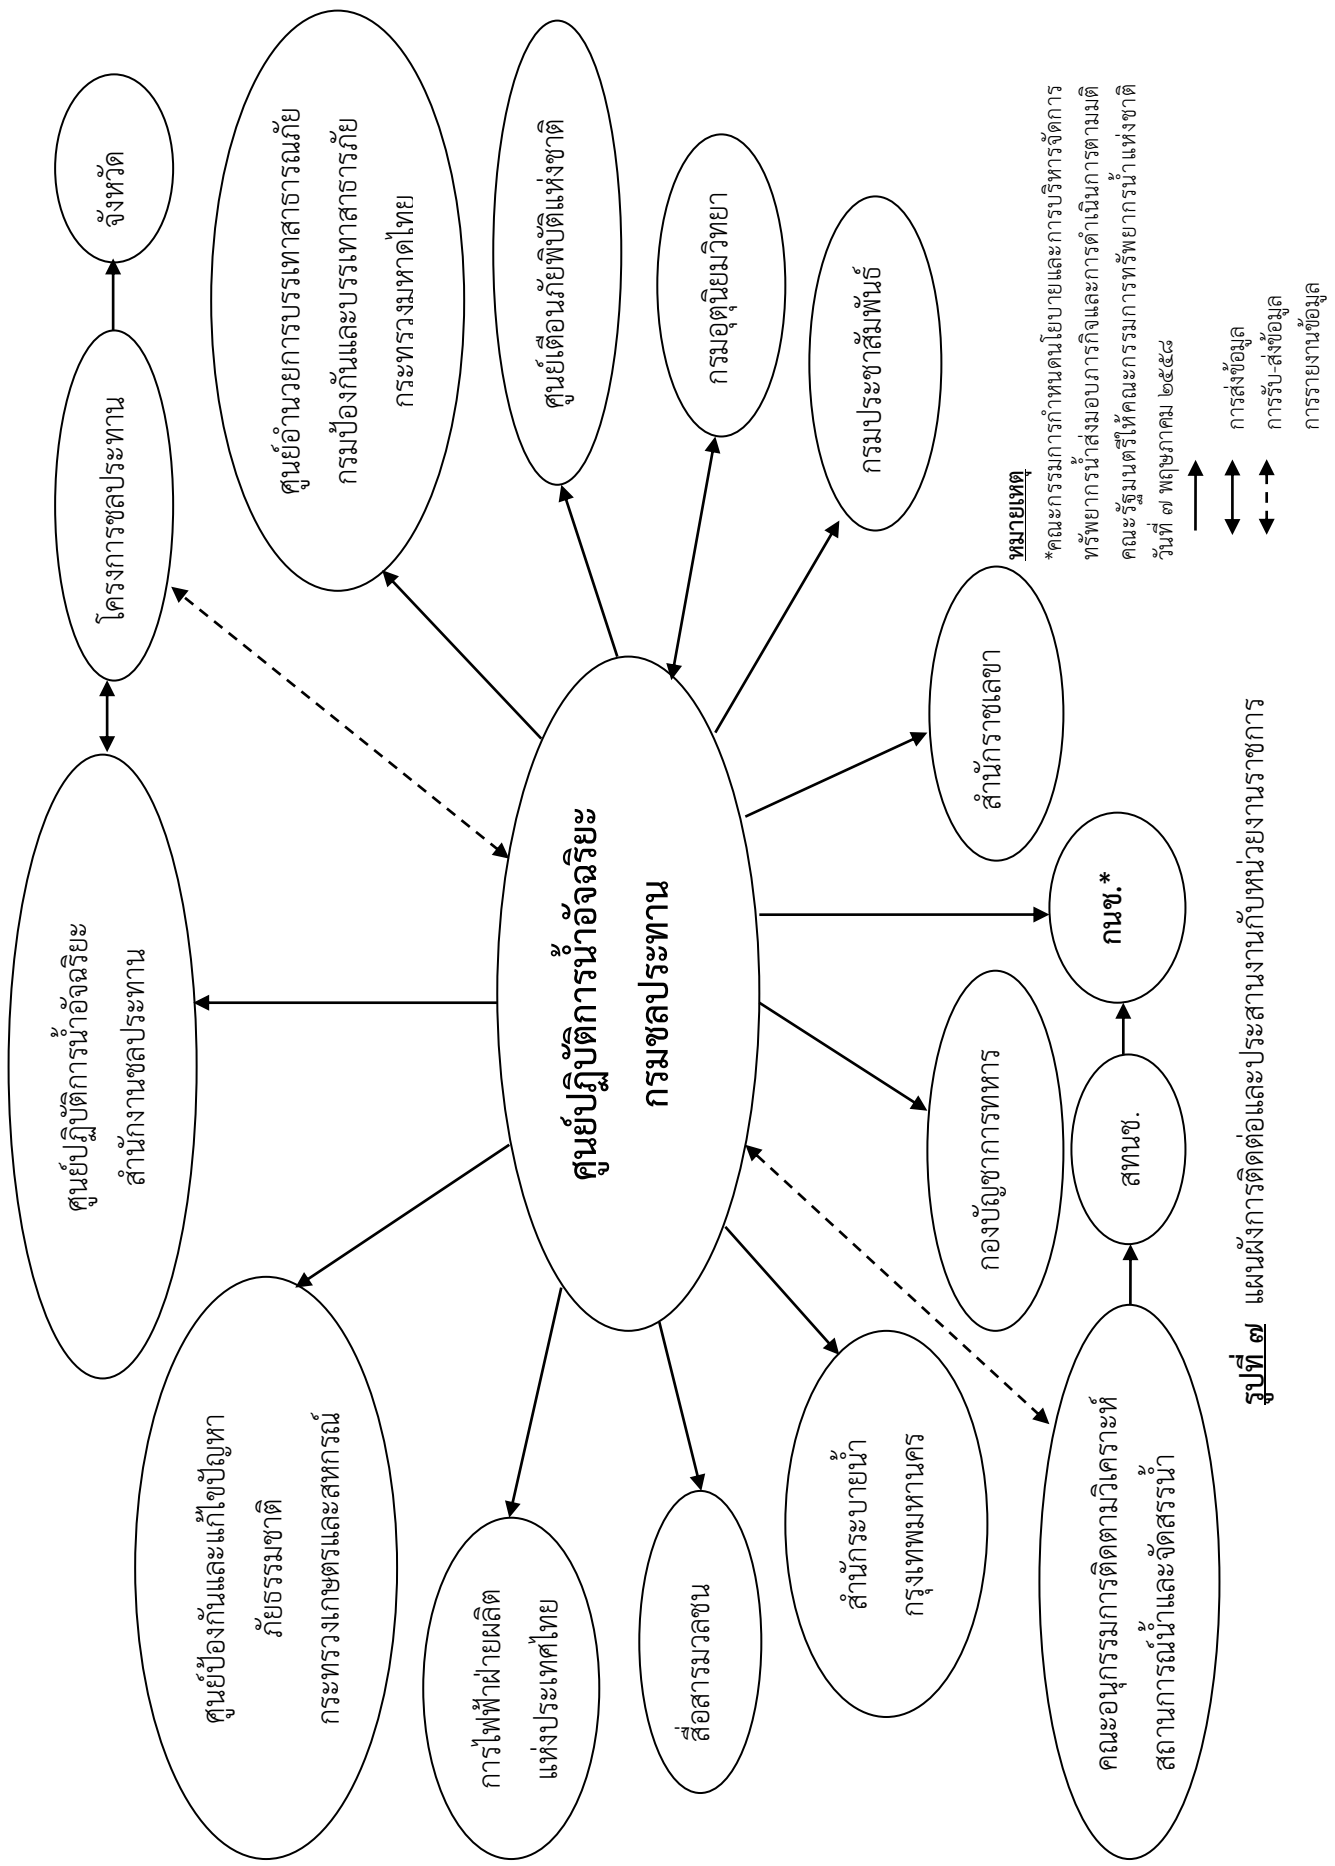 ศูนย์ปฏิบัติการน้ำอัจฉริยะ
สำนักงานชลประทาน
โครงการชลประทาน
จังหวัด
ศูนย์ป้องกันและแก้ไขปัญหา
ภัยธรรมชาติ
กระทรวงเกษตรและสหกรณ์
ศูนย์อำนวยการบรรเทาสาธารณภัย
กรมป้องกันและบรรเทาสาธารภัย
กระทรวงมหาดไทย
การไฟฟ้าฝ่ายผลิต
แห่งประเทศไทย
ศูนย์ปฏิบัติการน้ำอัจฉริยะ
กรมชลประทาน
ศูนย์เตือนภัยพิบัติแห่งชาติ
สื่อสารมวลชน
กรมอุตุนิยมวิทยา
สำนักระบายน้ำ
กรุงเทพมหานคร
กรมประชาสัมพันธ์
กองบัญชาการทหาร
สำนักราชเลขา
คณะอนุกรรมการติดตามวิเคราะห์
สถานการณ์น้ำและจัดสรรน้ำ
สทนช.
กนช.*
หมายเหตุ
*คณะกรรมการกำหนดนโยบายและการบริหารจัดการ
ทรัพยากรน้ำส่งมอบภารกิจและการดำเนินการตามมติ
คณะรัฐมนตรีให้คณะกรรมการทรัพยากรน้ำแห่งชาติ
วันที่ ๗ พฤษภาคม ๒๕๕๘
การส่งข้อมูล
การรับ-ส่งข้อมูล
การรายงานข้อมูล
รูปที่ ๗ แผนผังการติดต่อและประสานงานกับหน่วยงานราชการ